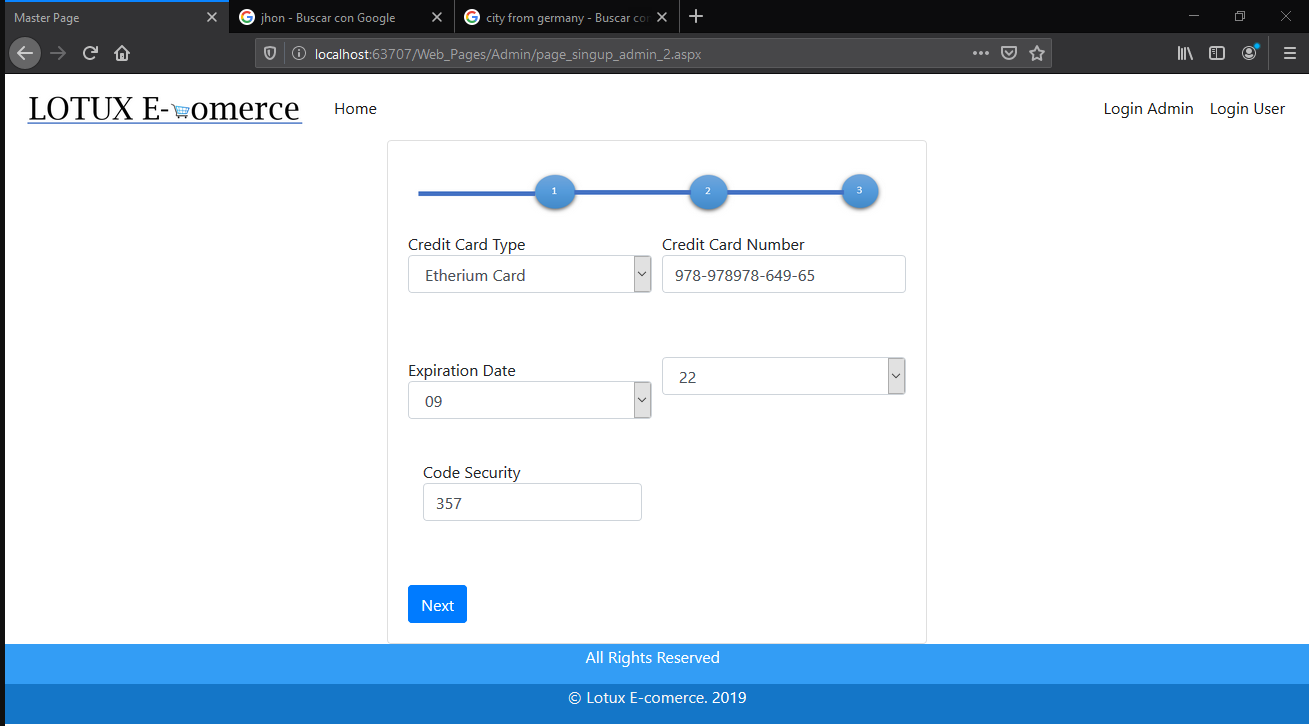 Master Page
jhon - Buscar con Google
city from germany - Buscar con
localhost:63707/Web_Pages/Admin/page_singup_admin_2.aspx
LOTUX E-omerce
Home
Login Admin
Login User
1
2
3
Credit Card Type
Credit Card Number
Etherium Card
978-978978-649-65
Expiration Date
22
09
Code Security
357
Next
All Rights Reserved
© Lotux E-comerce. 2019